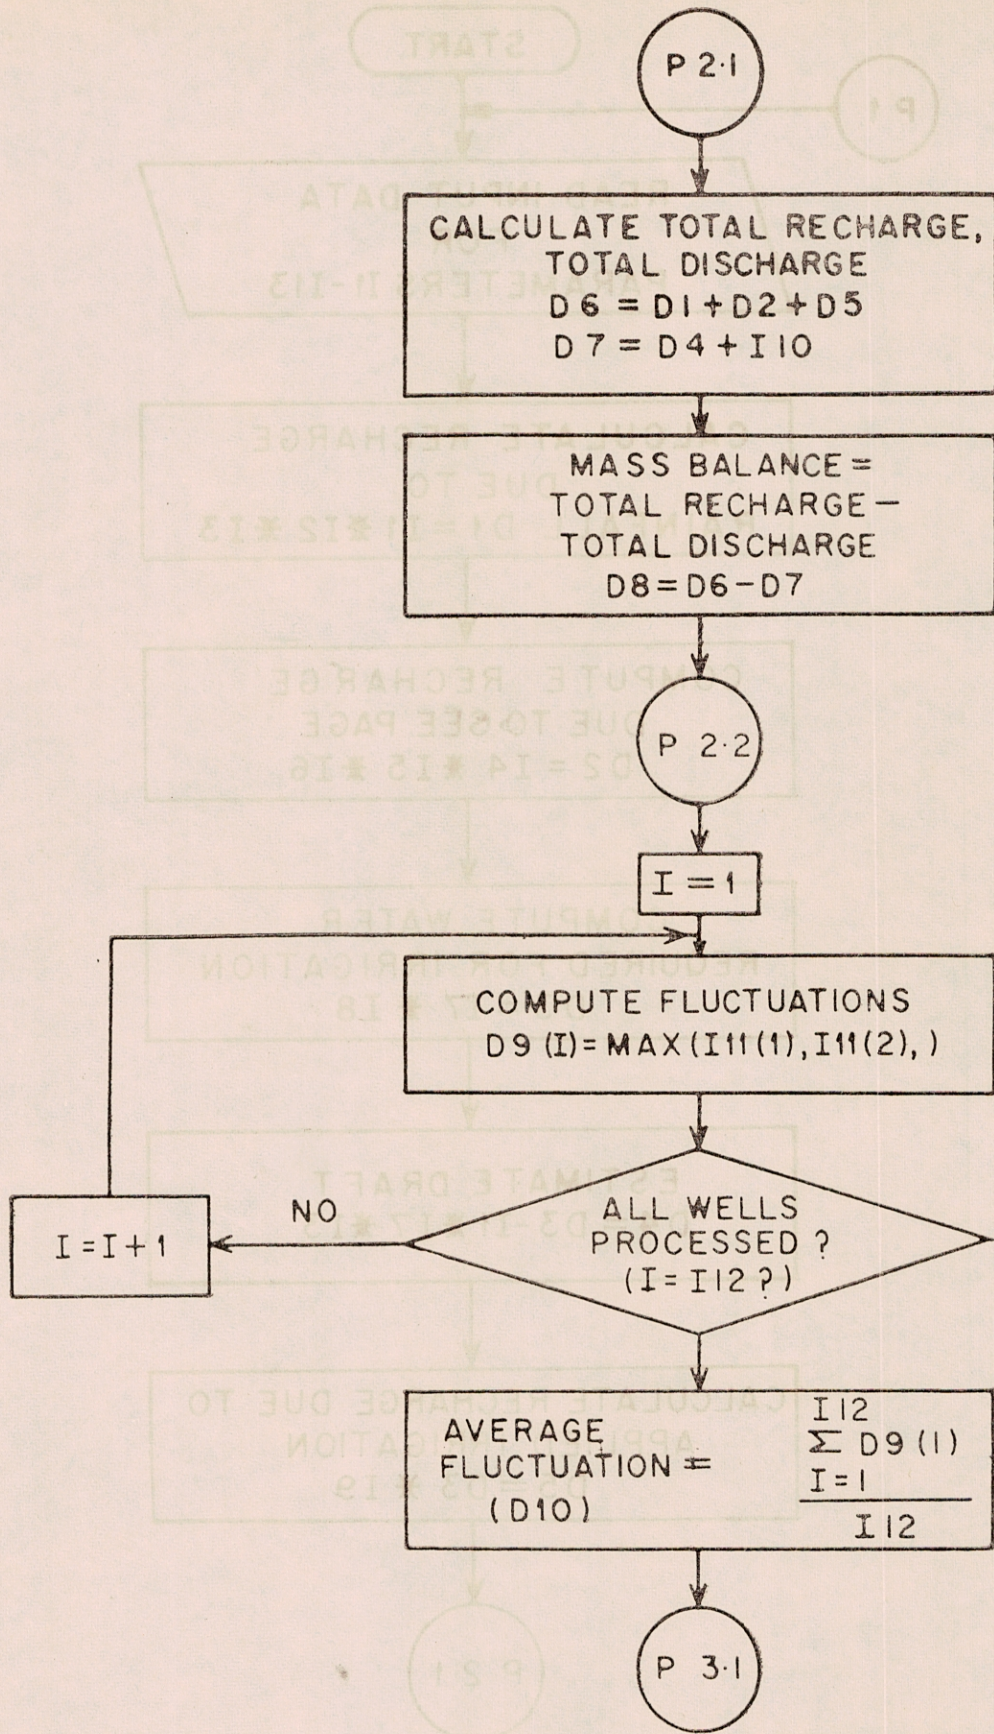 P 2.1
CALCULATE TOTAL RECHARGE,
TOTAL DISCHARGE
D6 = D1+D2+D5
D7 = D4+I10
MASS BALANCE =
TOTAL RECHARGE -
TOTAL DISCHARGE
D8=D6-D7
P 2.2
I = 1
COMPUTE FLUCTUATIONS
D9(I)=MAX(I11(1),I11(2),)
ALL WELLS
PROCESSED ?
(I = I12 ?)
NO
I = I+1
AVERAGE
FLUCTUATION =
(D10)
I12
Σ D9(1)
I=1
I12
P 3.1